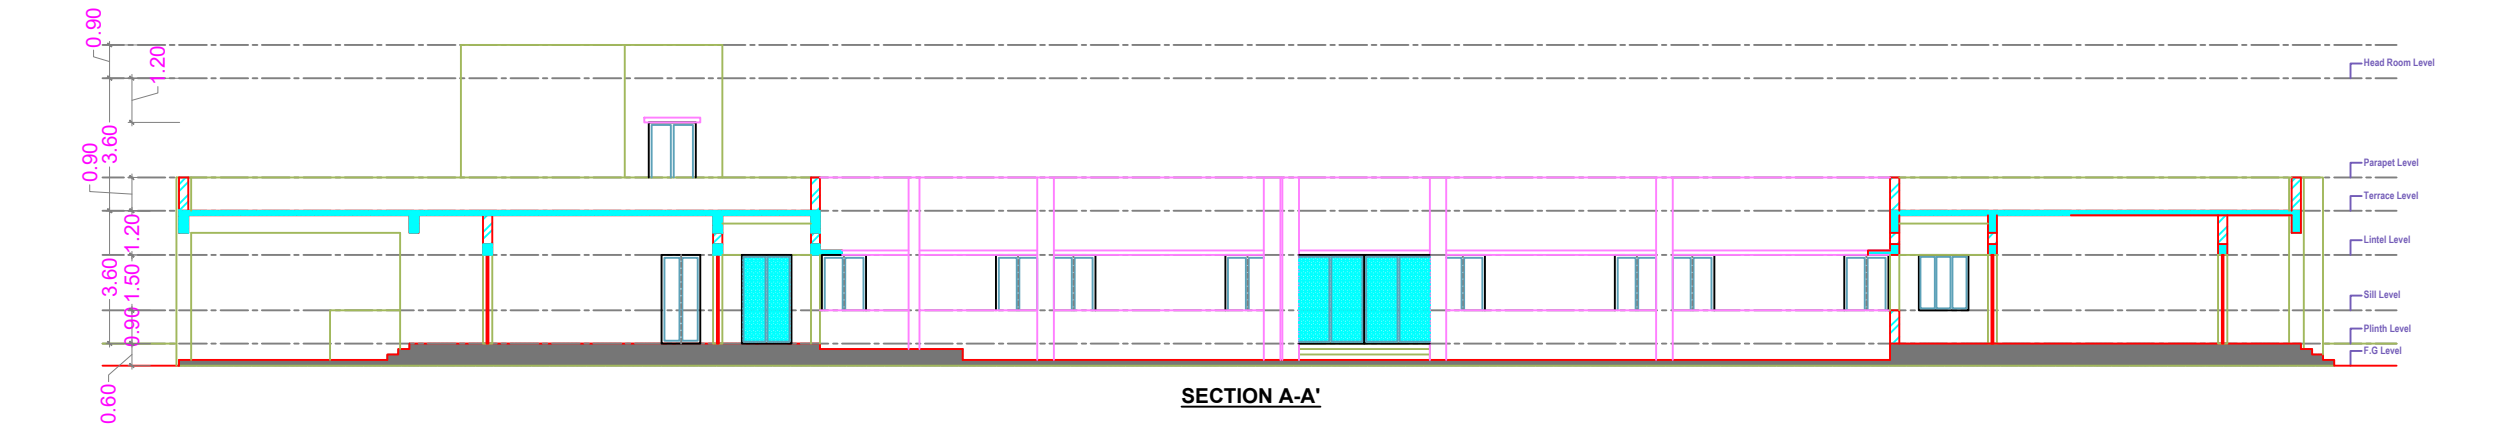 0.90
1.20
Head Room Level
3.60
0.90
Parapet Level
Terrace Level
1.20
Lintel Level
3.60
1.50
Sill Level
0.90
Plinth Level
F.G Level
0.60
SECTION A-A'